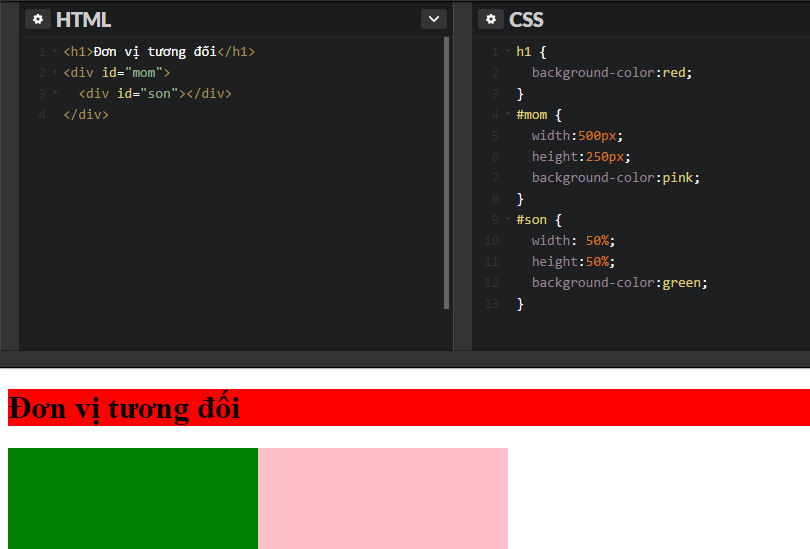 HTML
1 <h1>Đơn vị tương đối</h1>
2 <div id="mom">
3 <div id="son"></div>
4 </div>
CSS
1 h1 {
2 background-color:red;
3 }
4 #mom {
5 width:500px;
6 height:250px;
7 background-color:pink;
8 }
9 #son {
10 width: 50%;
11 height:50%;
12 background-color:green;
13 }
Đơn vị tương đối